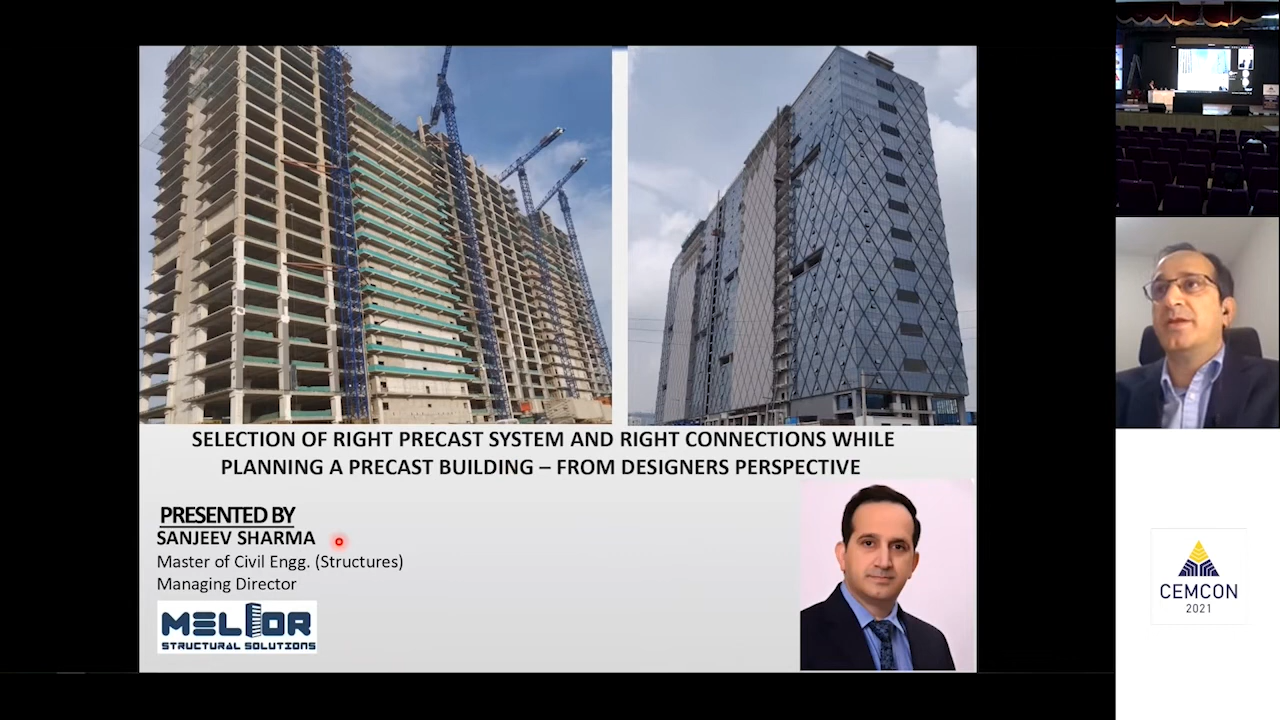 SELECTION OF RIGHT PRECAST SYSTEM AND RIGHT CONNECTIONS WHILE
PLANNING A PRECAST BUILDING – FROM DESIGNERS PERSPECTIVE
PRESENTED BY
SANJEEV SHARMA
Master of Civil Engg. (Structures)
Managing Director
MELIOR
STRUCTURAL SOLUTIONS
CEMCON
2021